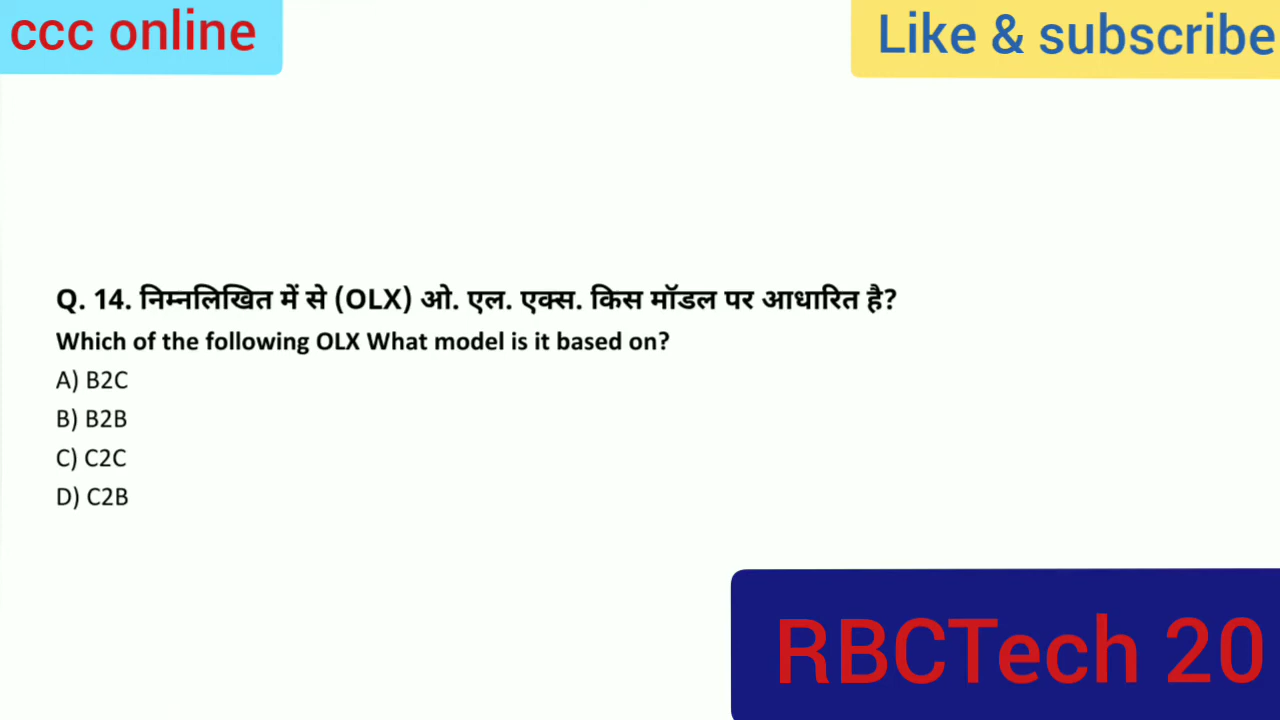 ccc online
Like & subscribe
Q. 14. निम्नलिखित में से (OLX) ओ. एल. एक्स. किस मॉडल पर आधारित है?
Which of the following OLX What model is it based on?
A) B2C
B) B2B
C) C2C
D) C2B
RBCTech 20